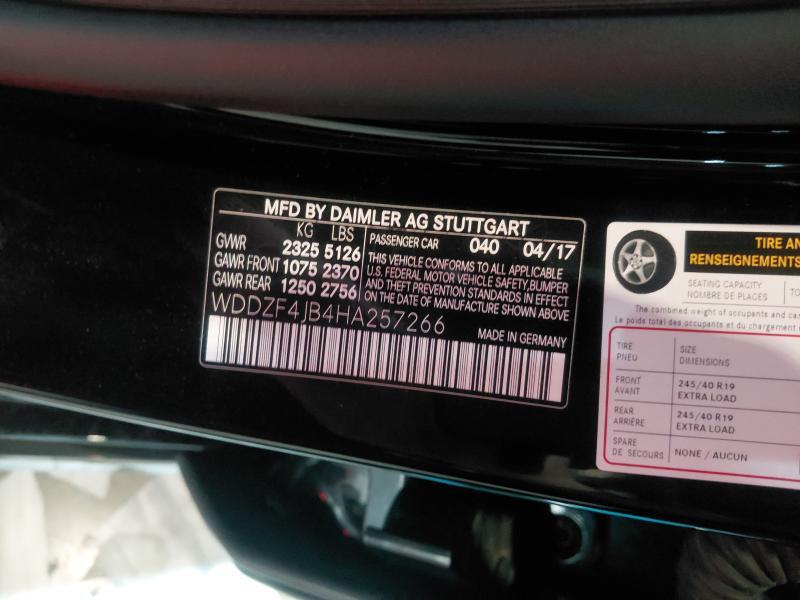 MFD BY DAIMLER AG STUTTGART
KG LBS
GVWR 2325 5126
GAWR FRONT 1075 2370
GAWR REAR 1250 2756
PASSENGER CAR 040 04/17
THIS VEHICLE CONFORMS TO ALL APPLICABLE
U.S. FEDERAL MOTOR VEHICLE SAFETY, BUMPER
AND THEFT PREVENTION STANDARDS IN EFFECT
ON THE DATE OF MANUFACTURE SHOWN ABOVE
WDDZF4JB4HA257266
MADE IN GERMANY
TIRE AN
RENSEIGNEMENTS
SEATING CAPACITY
NOMBRE DE PLACES
TO
The combined weight of occupants and ca
Le poids total des occupants et du chargement
TIRE
PNEU
SIZE
DIMENSIONS
FRONT
AVANT
245/40 R19
EXTRA LOAD
REAR
ARRIÈRE
245/40 R19
EXTRA LOAD
SPARE
DE SECOURS
NONE / AUCUN